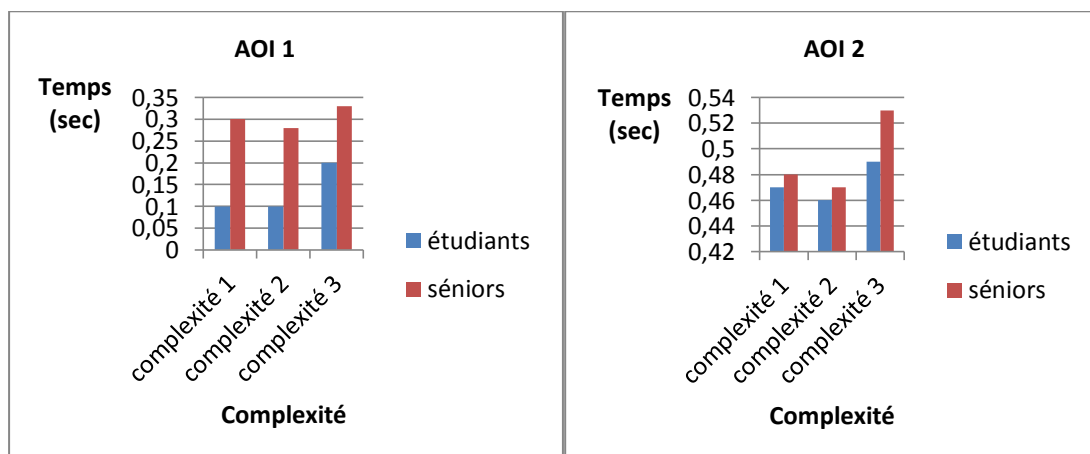 AOI 1
Temps
(sec)
0,35
0,3
0,25
0,2
0,15
0,1
0,05
0
complexité 1
complexité 2
complexité 3
Complexité
étudiants
séniors
AOI 2
Temps
(sec)
0,54
0,52
0,5
0,48
0,46
0,44
0,42
complexité 1
complexité 2
complexité 3
Complexité
étudiants
séniors